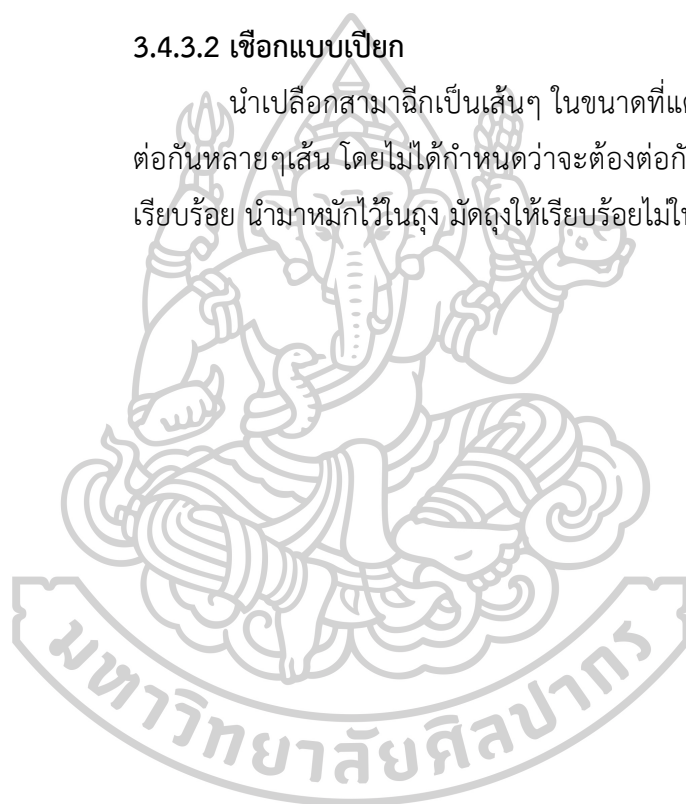 3.4.3.2 เชือกแบบเปียก
นำเปลือกสามาฉีกเป็นเส้นๆ ในขนาดที่แ
ต่อกันหลายๆเส้น โดยไม่ได้กำหนดว่าจะต้องต่อกั
เรียบร้อย นำมาหมักไว้ในถุง มัดถุงให้เรียบร้อยไม่ใ
มหาวิทยาลัยศิลปากร